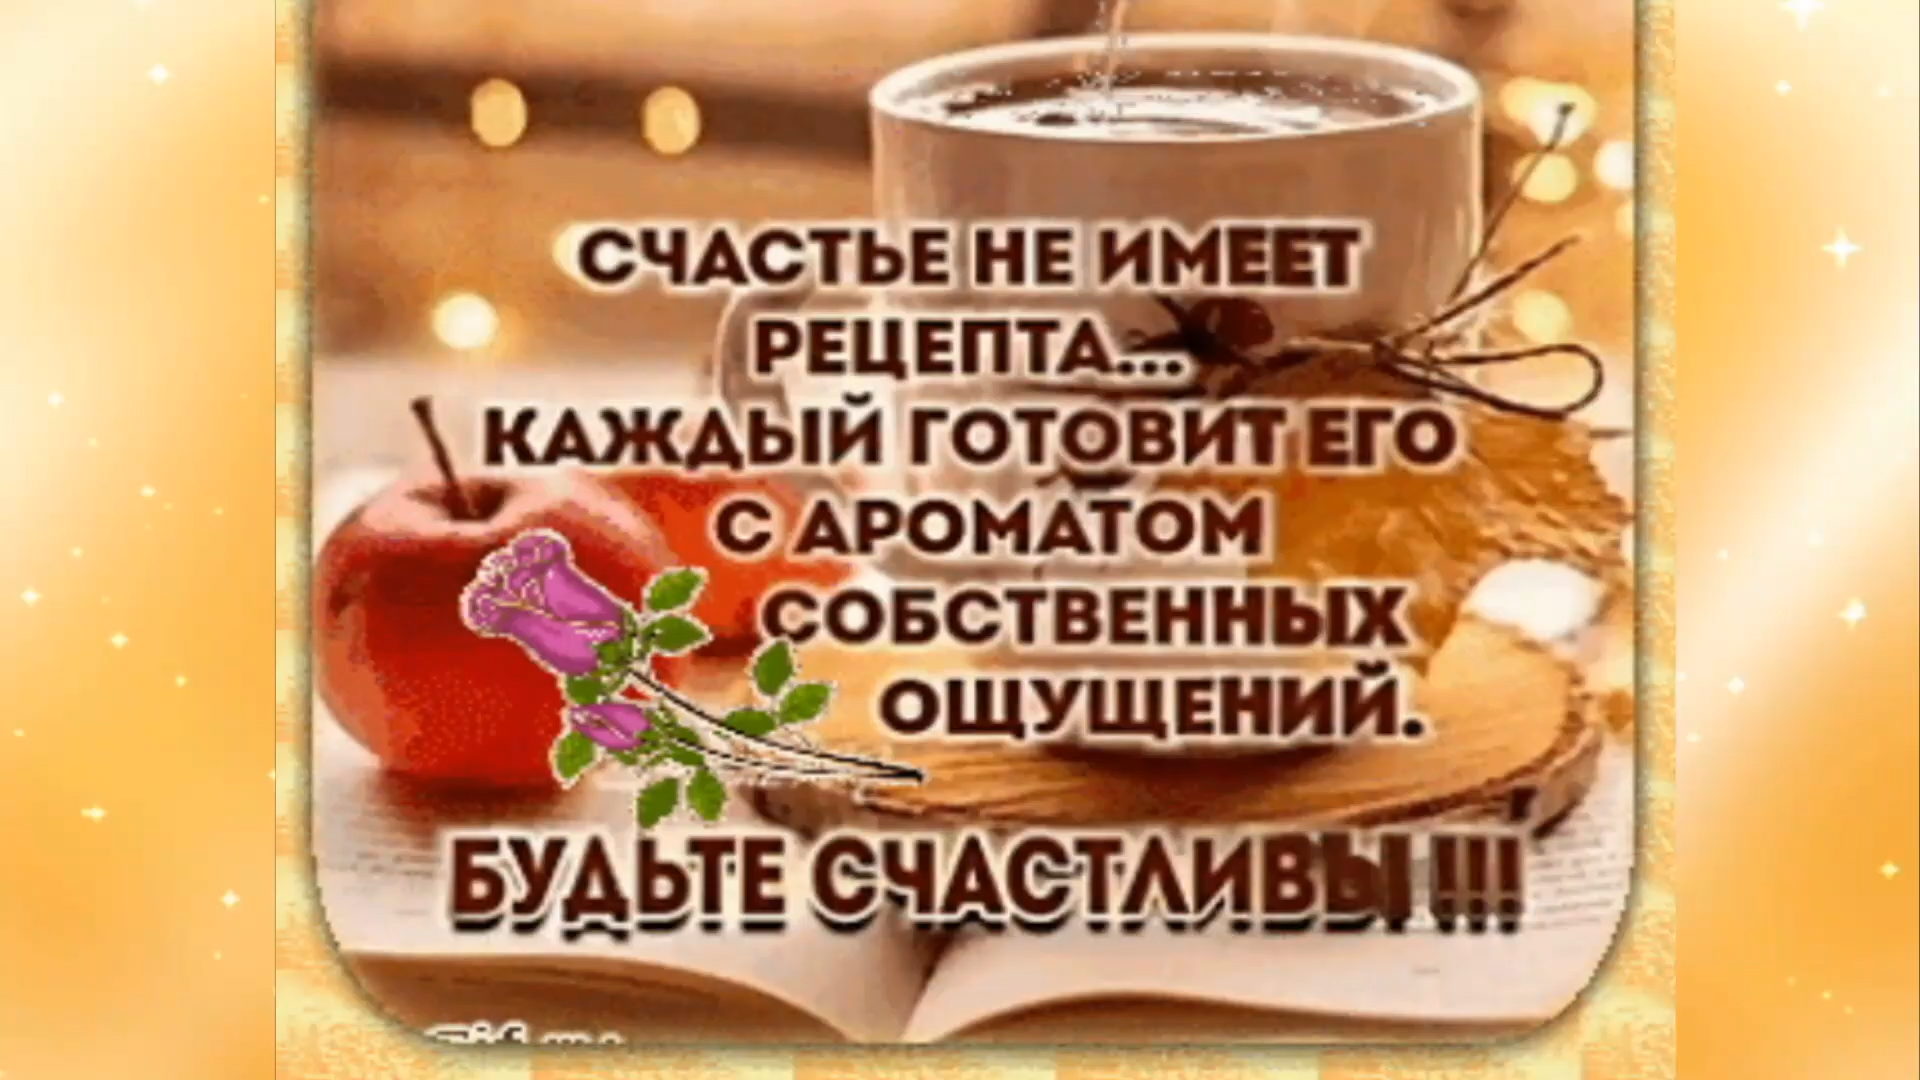 СЧАСТЬЕ НЕ ИМЕЕТ
РЕЦЕПТА...
КАЖДЫЙ ГОТОВИТ ЕГО
С АРОМАТОМ
СОБСТВЕННЫХ
ОЩУЩЕНИЙ.
БУДЬТЕ СЧАСТЛИВЫ !!!